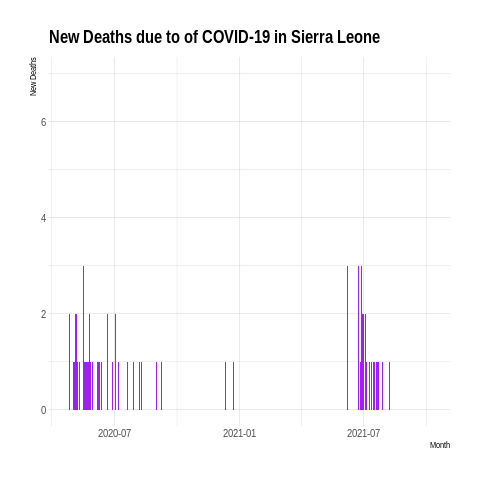 New Deaths due to of COVID-19 in Sierra Leone
New Deaths
6
4
2
0
2020-07 2021-01 2021-07
Month